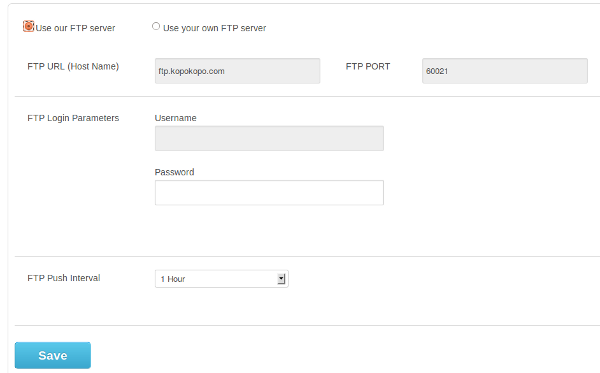 Use our FTP server Use your own FTP server
FTP URL (Host Name) ftp.kopokopo.com FTP PORT 60021
FTP Login Parameters Username
Password
FTP Push Interval 1 Hour
Save